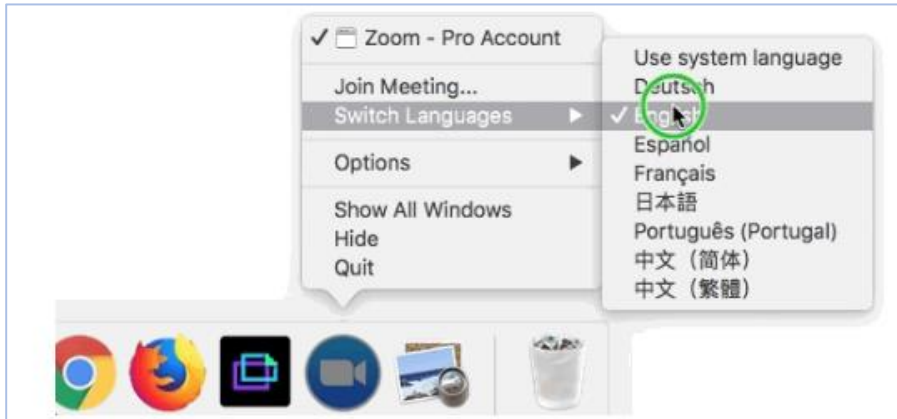 ✓ Zoom - Pro Account
Join Meeting...
Switch Languages
Options
Show All Windows
Hide
Quit
Use system language
Deutsch
✓ English
Español
Français
日本語
Português (Portugal)
中文（简体）
中文（繁體）